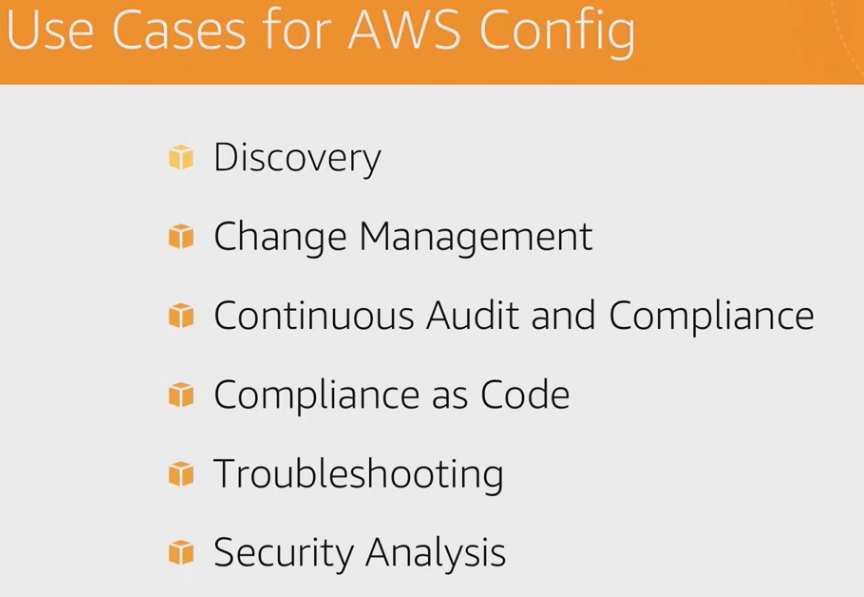 Use Cases for AWS Config
Discovery
Change Management
Continuous Audit and Compliance
Compliance as Code
Troubleshooting
Security Analysis